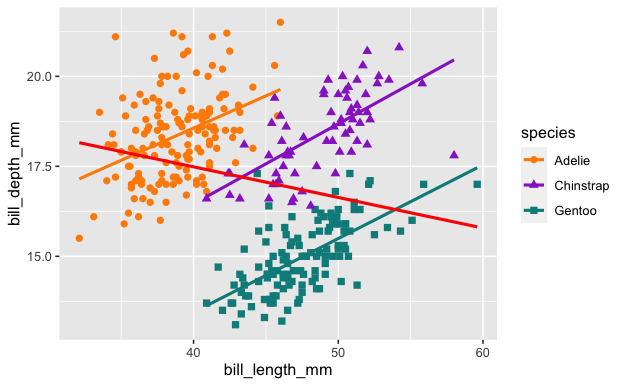 20.0
17.5
15.0
bill_depth_mm
40
50
60
bill_length_mm
species
Adelie
Chinstrap
Gentoo